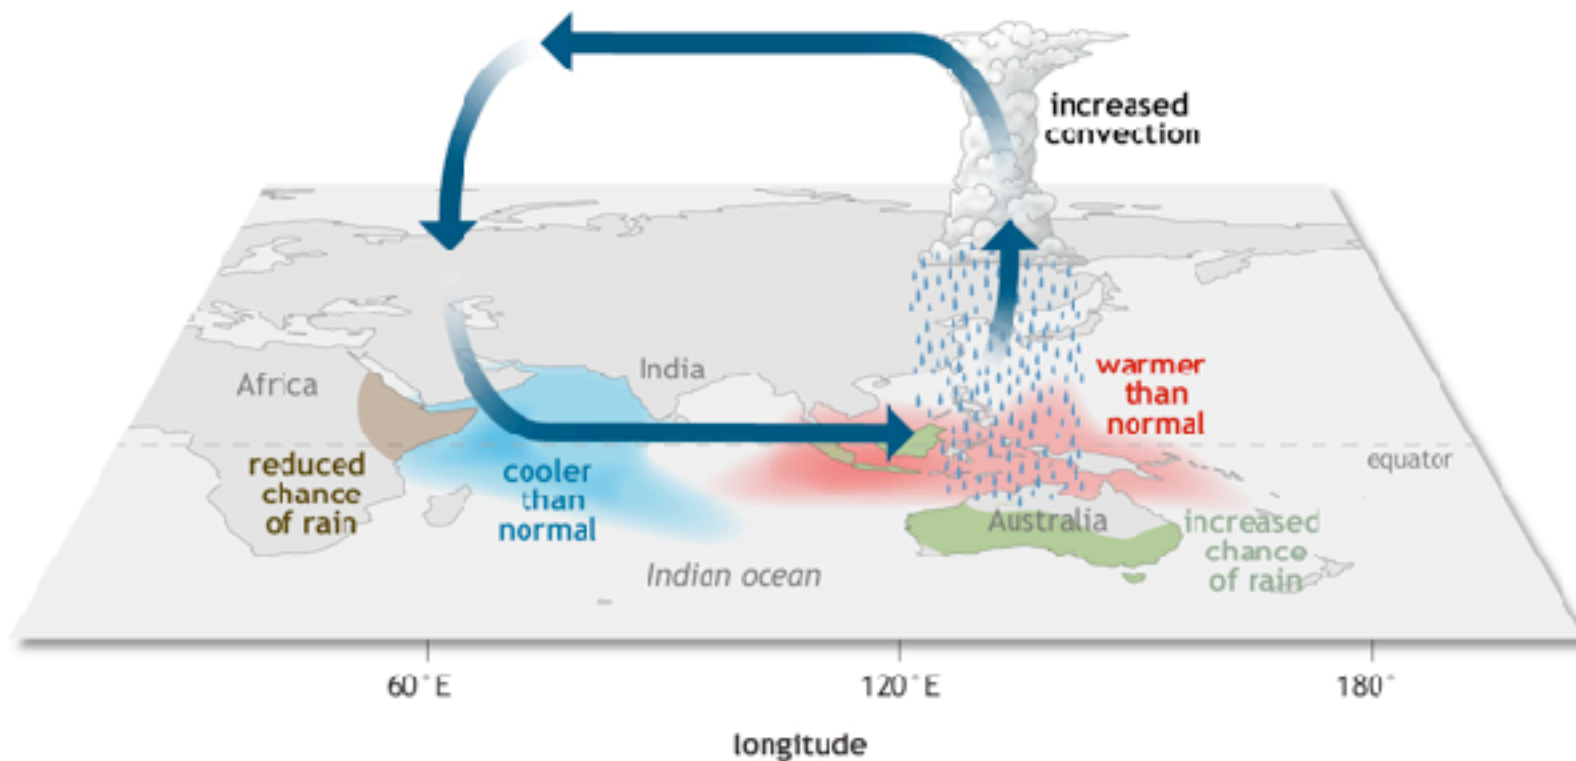 increased
convection
warmer
than
normal
India
Africa
equator
reduced
chance
of rain
cooler
than
normal
Australia
increased
chance
of rain
Indian ocean
60°E
120°E
180°
longitude